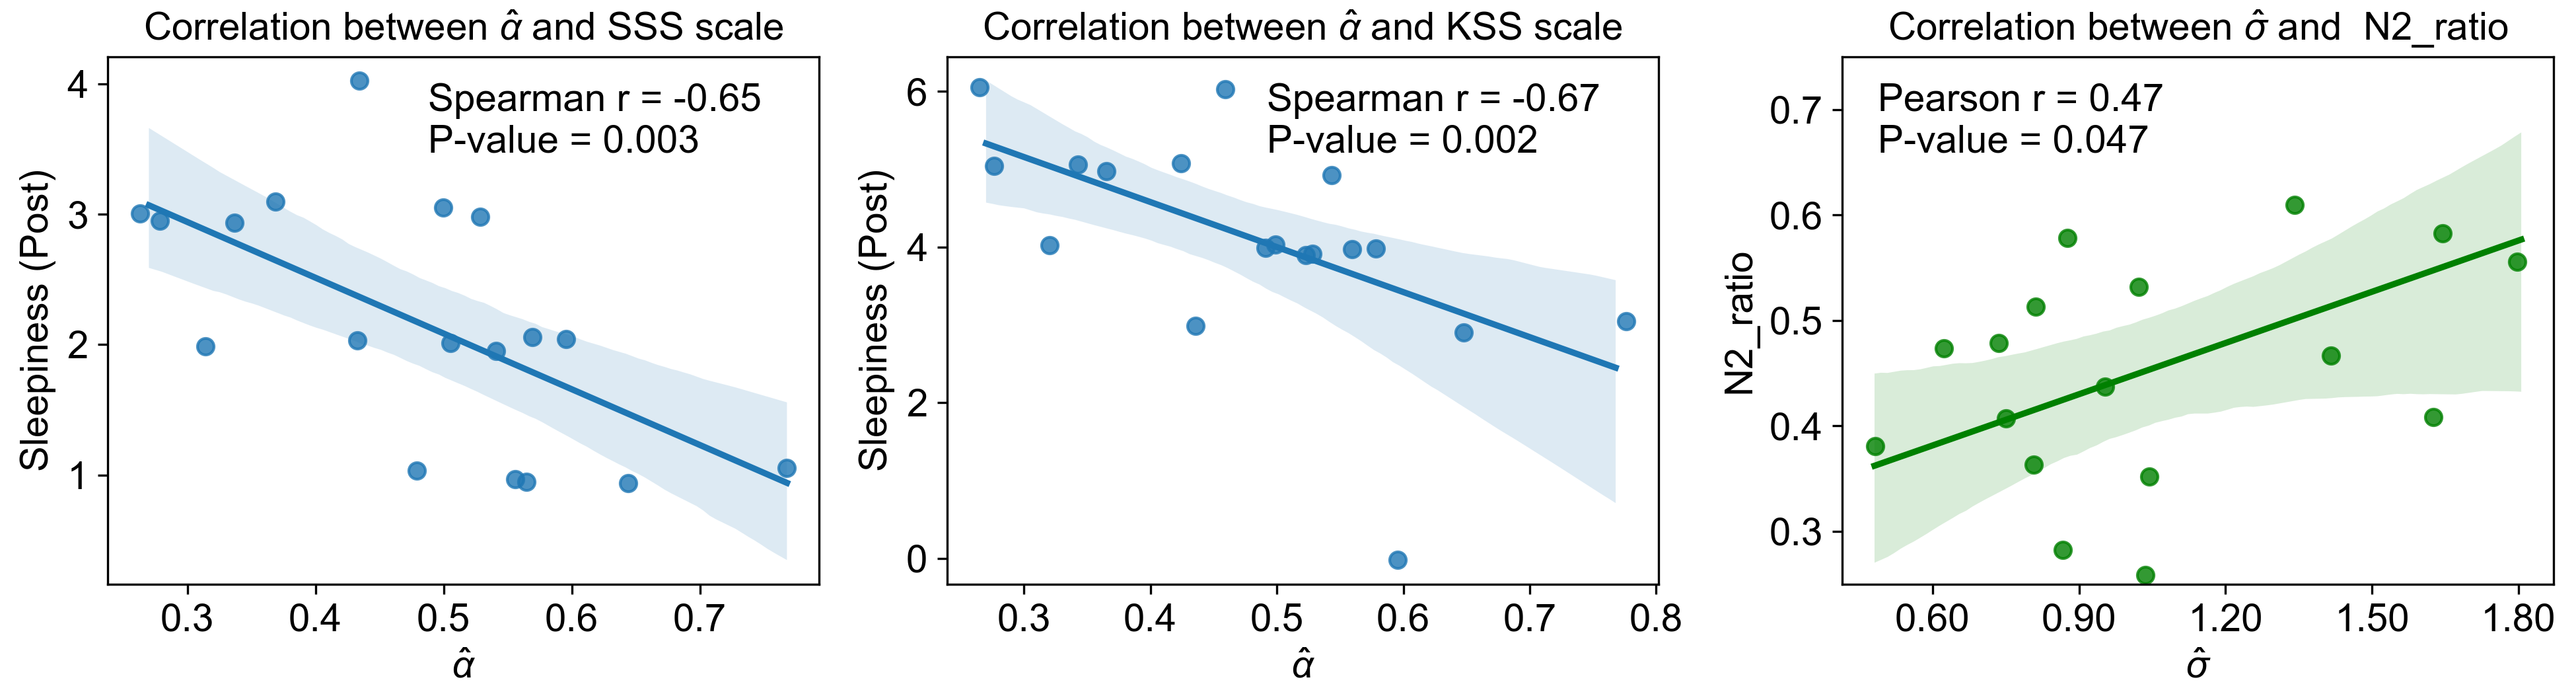 Correlation between α̂ and SSS scale
Spearman r = -0.65
P-value = 0.003
Sleepiness (Post)
4
3
2
1
0.3 0.4 0.5 0.6 0.7
α̂
Correlation between α̂ and KSS scale
Spearman r = -0.67
P-value = 0.002
Sleepiness (Post)
6
4
2
0
0.3 0.4 0.5 0.6 0.7 0.8
α̂
Correlation between σ̂ and  N2_ratio
Pearson r = 0.47
P-value = 0.047
N2_ratio
0.7
0.6
0.5
0.4
0.3
0.60 0.90 1.20 1.50 1.80
σ̂